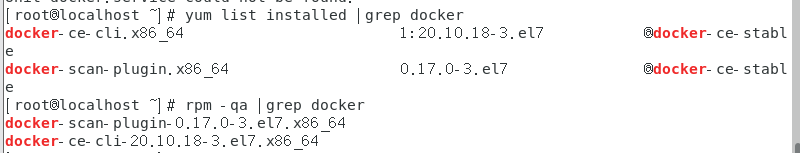 Unit docker.service could not be found.
[root@localhost ~]# yum list installed |grep docker
docker-ce-cli.x86_64                        1:20.10.18-3.el7           @docker-ce-stabl
e
docker-scan-plugin.x86_64                   0.17.0-3.el7               @docker-ce-stabl
e
[root@localhost ~]# rpm -qa |grep docker
docker-scan-plugin-0.17.0-3.el7.x86_64
docker-ce-cli-20.10.18-3.el7.x86_64